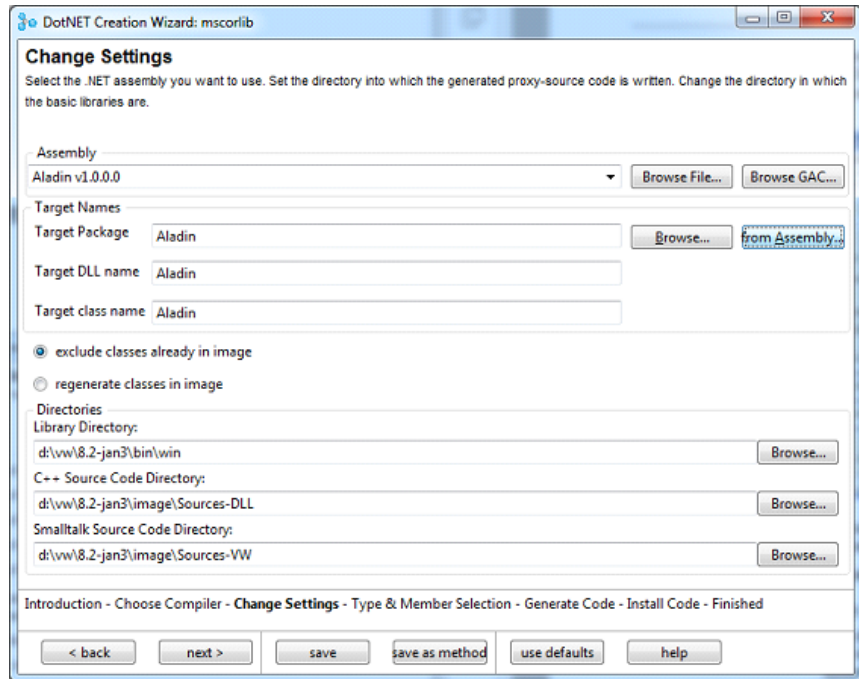 DotNET Creation Wizard: mscorlib
Change Settings
Select the .NET assembly you want to use. Set the directory into which the generated proxy-source code is written. Change the directory in which
the basic libraries are.
Assembly
Aladin v1.0.0.0 Browse File... Browse GAC...
Target Names
Target Package Aladin Browse... from Assembly...
Target DLL name Aladin
Target class name Aladin
exclude classes already in image
regenerate classes in image
Directories
Library Directory:
d:\vw\8.2-jan3\bin\win Browse...
C++ Source Code Directory:
d:\vw\8.2-jan3\image\Sources-DLL Browse...
Smalltalk Source Code Directory:
d:\vw\8.2-jan3\image\Sources-VW Browse...
Introduction - Choose Compiler - Change Settings - Type & Member Selection - Generate Code - Install Code - Finished
< back next > save save as method use defaults help